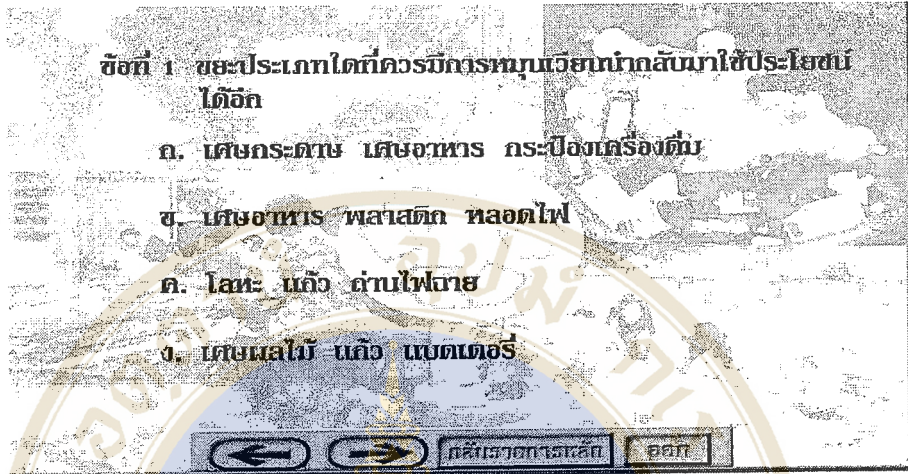 ข้อที่ 1 ขยะประเภทใดที่ควรมีการหมุนเวียนนำกลับมาใช้ประโยชน์
ได้อีก
ก. เศษกระดาษ เศษอาหาร กระป๋องเครื่องดื่ม
ข. เศษอาหาร พลาสติก หลอดไฟ
ค. โลหะ แก้ว ถ่านไฟฉาย
ง. เศษผลไม้ แก้ว แบตเตอรี่
กลับรายการหลัก ออก